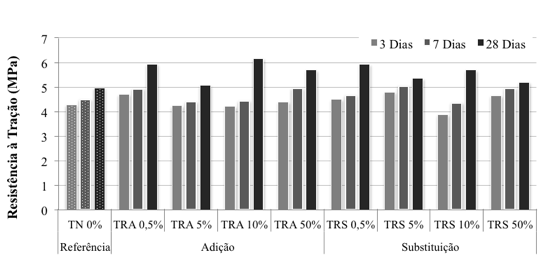 Resistência à Tração (MPa)
7
6
5
4
3
2
1
0
3 Dias 7 Dias 28 Dias
TN 0% TRA 0,5% TRA 5% TRA 10% TRA 50% TRS 0,5% TRS 5% TRS 10% TRS 50%
Referência Adição Substituição